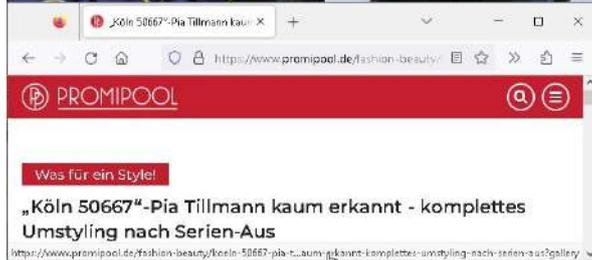 „Köln 50667"-Pia Tillmann kaum
https://www.promipool.de/fashion-beauty/
PROMIPOOL
Was für ein Style!
„Köln 50667“-Pia Tillmann kaum erkannt - komplettes
Umstyling nach Serien-Aus
https://www.promipool.de/fashion-beauty/koeln-50667-pia-t...aum-erkannt-komplettes-umstyling-nach-serien-aus?gallery